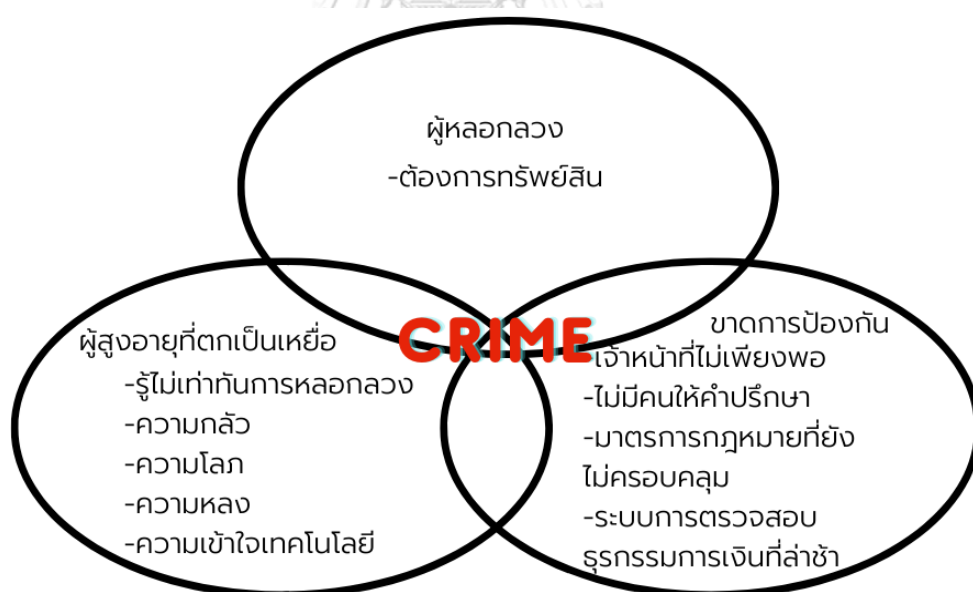 ผู้หลอกลวง
-ต้องการทรัพย์สิน
CRIME
ผู้สูงอายุที่ตกเป็นเหยื่อ
-รู้ไม่เท่าทันการหลอกลวง
-ความกลัว
-ความโลภ
-ความหลง
-ความเข้าใจเทคโนโลยี
ขาดการป้องกัน
เจ้าหน้าที่ไม่เพียงพอ
-ไม่มีคนให้คำปรึกษา
-มาตรการกฎหมายที่ยัง
ไม่ครอบคลุม
-ระบบการตรวจสอบ
ธุรกรรมการเงินที่ล่าช้า